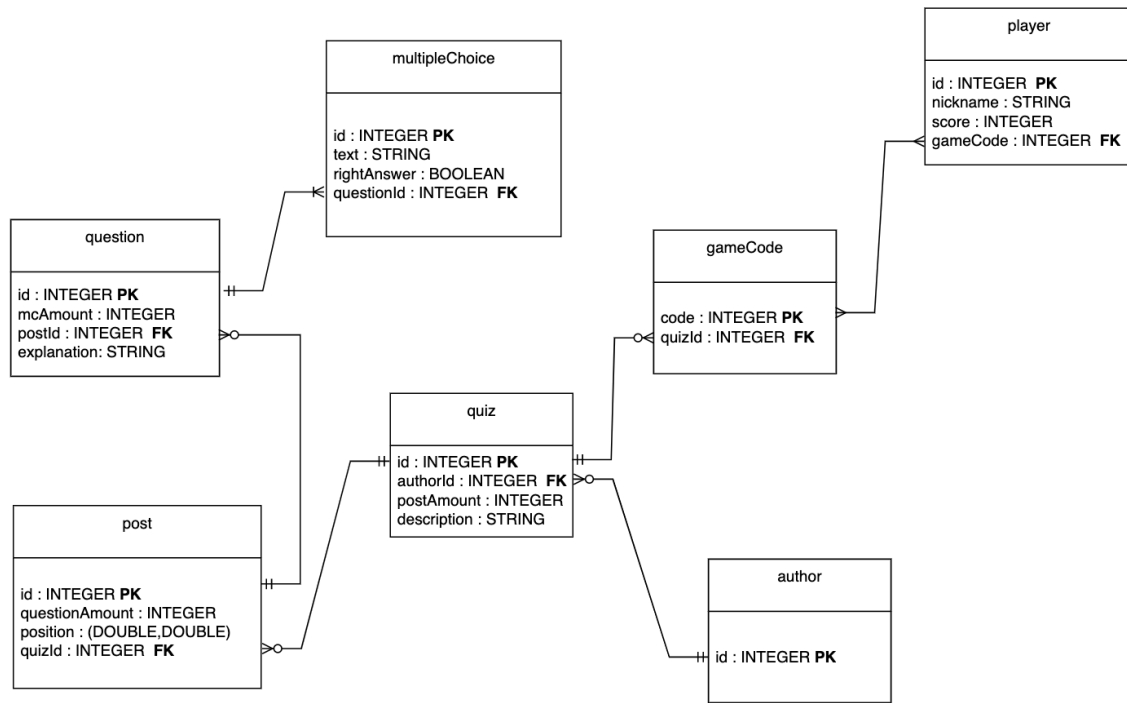 player
id : INTEGER PK
nickname : STRING
score : INTEGER
gameCode : INTEGER FK
multipleChoice
id : INTEGER PK
text : STRING
rightAnswer : BOOLEAN
questionId : INTEGER FK
question
id : INTEGER PK
mcAmount : INTEGER
postId : INTEGER FK
explanation: STRING
gameCode
code : INTEGER PK
quizId : INTEGER FK
quiz
id : INTEGER PK
authorId : INTEGER FK
postAmount : INTEGER
description : STRING
post
id : INTEGER PK
questionAmount : INTEGER
position : (DOUBLE,DOUBLE)
quizId : INTEGER FK
author
id : INTEGER PK